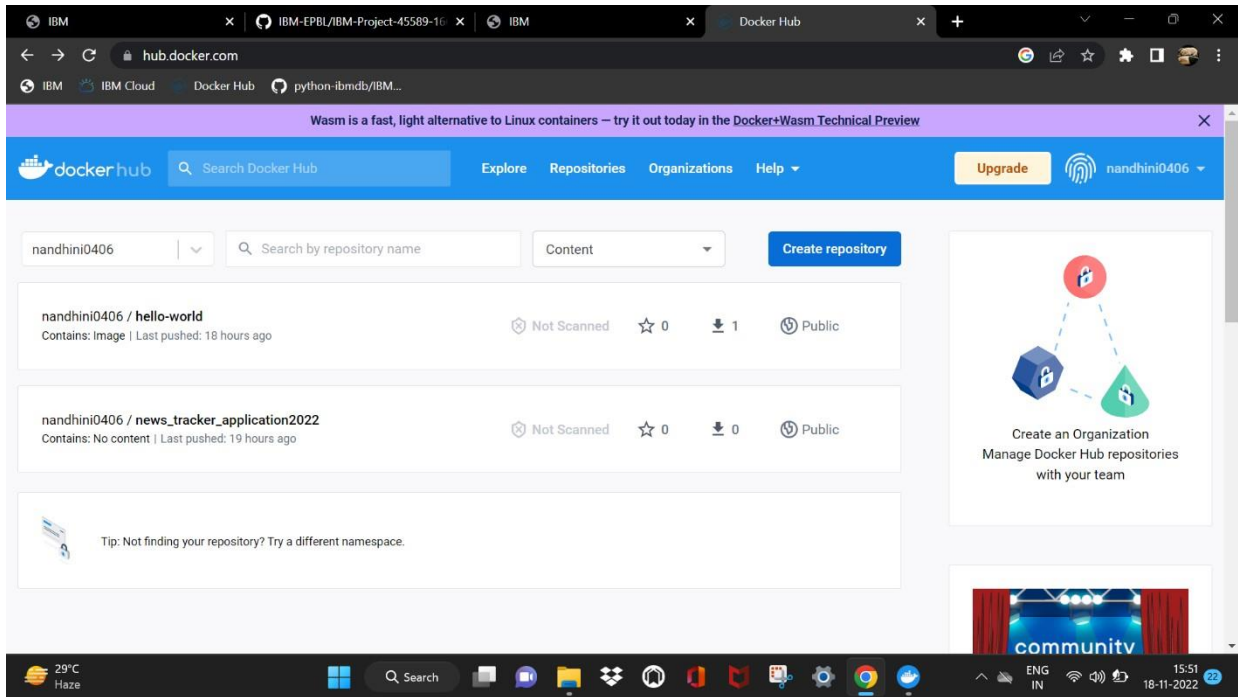 IBM
IBM-EPBL/IBM-Project-45589-16
IBM
Docker Hub
hub.docker.com
IBM
IBM Cloud
Docker Hub
python-ibmdb/IBM...
Wasm is a fast, light alternative to Linux containers — try it out today in the Docker+Wasm Technical Preview
dockerhub
Search Docker Hub
Explore
Repositories
Organizations
Help
Upgrade
nandhini0406
nandhini0406
Search by repository name
Content
Create repository
nandhini0406 / hello-world
Contains: Image | Last pushed: 18 hours ago
Not Scanned
0
1
Public
nandhini0406 / news_tracker_application2022
Contains: No content | Last pushed: 19 hours ago
Not Scanned
0
0
Public
Tip: Not finding your repository? Try a different namespace.
Create an Organization
Manage Docker Hub repositories
with your team
community
29°C
Haze
Search
ENG
IN
15:51
18-11-2022
22